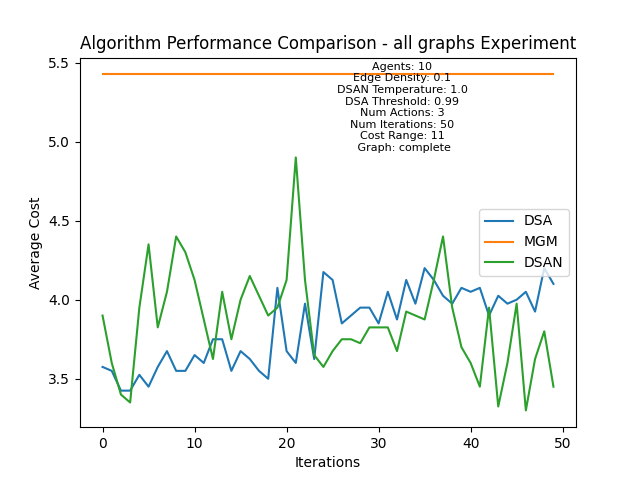 Algorithm Performance Comparison - all graphs Experiment
5.5
5.0
4.5
4.0
3.5
Average Cost
Agents: 10
Edge Density: 0.1
DSAN Temperature: 1.0
DSA Threshold: 0.99
Num Actions: 3
Num Iterations: 50
Cost Range: 11
Graph: complete
DSA
MGM
DSAN
0 10 20 30 40 50
Iterations